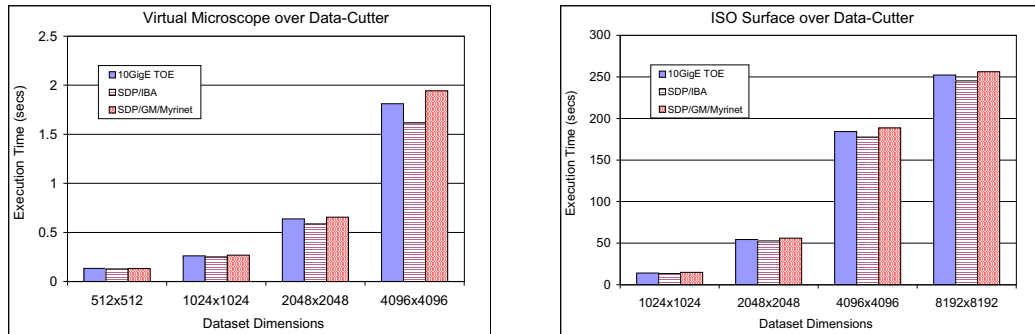 Virtual Microscope over Data-Cutter
2.5
2
1.5
1
0.5
0
Execution Time (secs)
10GigE TOE
SDP/IBA
SDP/GM/Myrinet
512x512 1024x1024 2048x2048 4096x4096
Dataset Dimensions
ISO Surface over Data-Cutter
300
250
200
150
100
50
0
Execution Time (secs)
10GigE TOE
SDP/IBA
SDP/GM/Myrinet
1024x1024 2048x2048 4096x4096 8192x8192
Dataset Dimensions